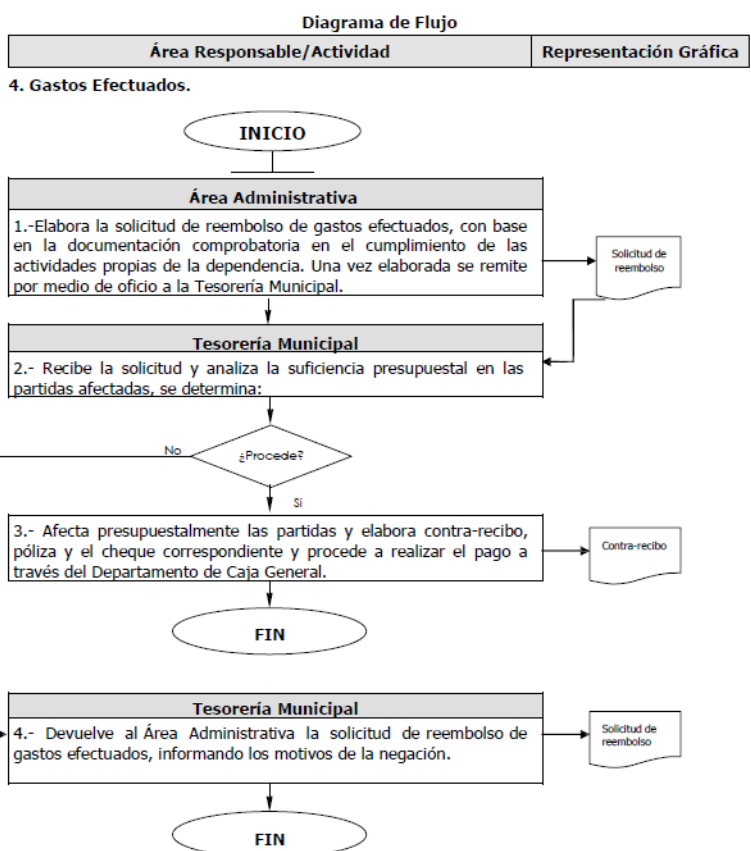 Diagrama de Flujo
Área Responsable/Actividad
Representación Gráfica
4. Gastos Efectuados.
INICIO
Área Administrativa
1.-Elabora la solicitud de reembolso de gastos efectuados, con base
en la documentación comprobatoria en el cumplimiento de las
actividades propias de la dependencia. Una vez elaborada se remite
por medio de oficio a la Tesorería Municipal.
Solicitud de
reembolso
Tesorería Municipal
2.- Recibe la solicitud y analiza la suficiencia presupuestal en las
partidas afectadas, se determina:
No
¿Procede?
Si
3.- Afecta presupuestalmente las partidas y elabora contra-recibo,
póliza y el cheque correspondiente y procede a realizar el pago a
través del Departamento de Caja General.
Contra-recibo
FIN
Tesorería Municipal
4.- Devuelve al Área Administrativa la solicitud de reembolso de
gastos efectuados, informando los motivos de la negación.
Solicitud de
reembolso
FIN